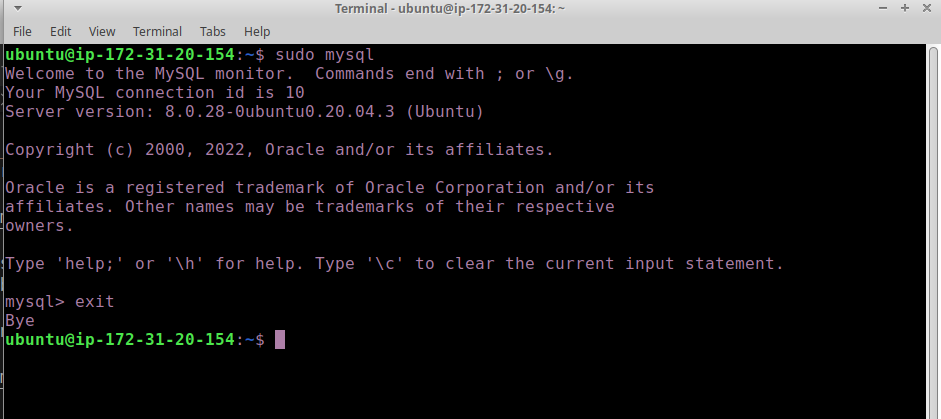 Terminal - ubuntu@ip-172-31-20-154: ~
File Edit View Terminal Tabs Help
ubuntu@ip-172-31-20-154:~$ sudo mysql
Welcome to the MySQL monitor.  Commands end with ; or \g.
Your MySQL connection id is 10
Server version: 8.0.28-0ubuntu0.20.04.3 (Ubuntu)
Copyright (c) 2000, 2022, Oracle and/or its affiliates.
Oracle is a registered trademark of Oracle Corporation and/or its
affiliates. Other names may be trademarks of their respective
owners.
Type 'help;' or '\h' for help. Type '\c' to clear the current input statement.
mysql> exit
Bye
ubuntu@ip-172-31-20-154:~$